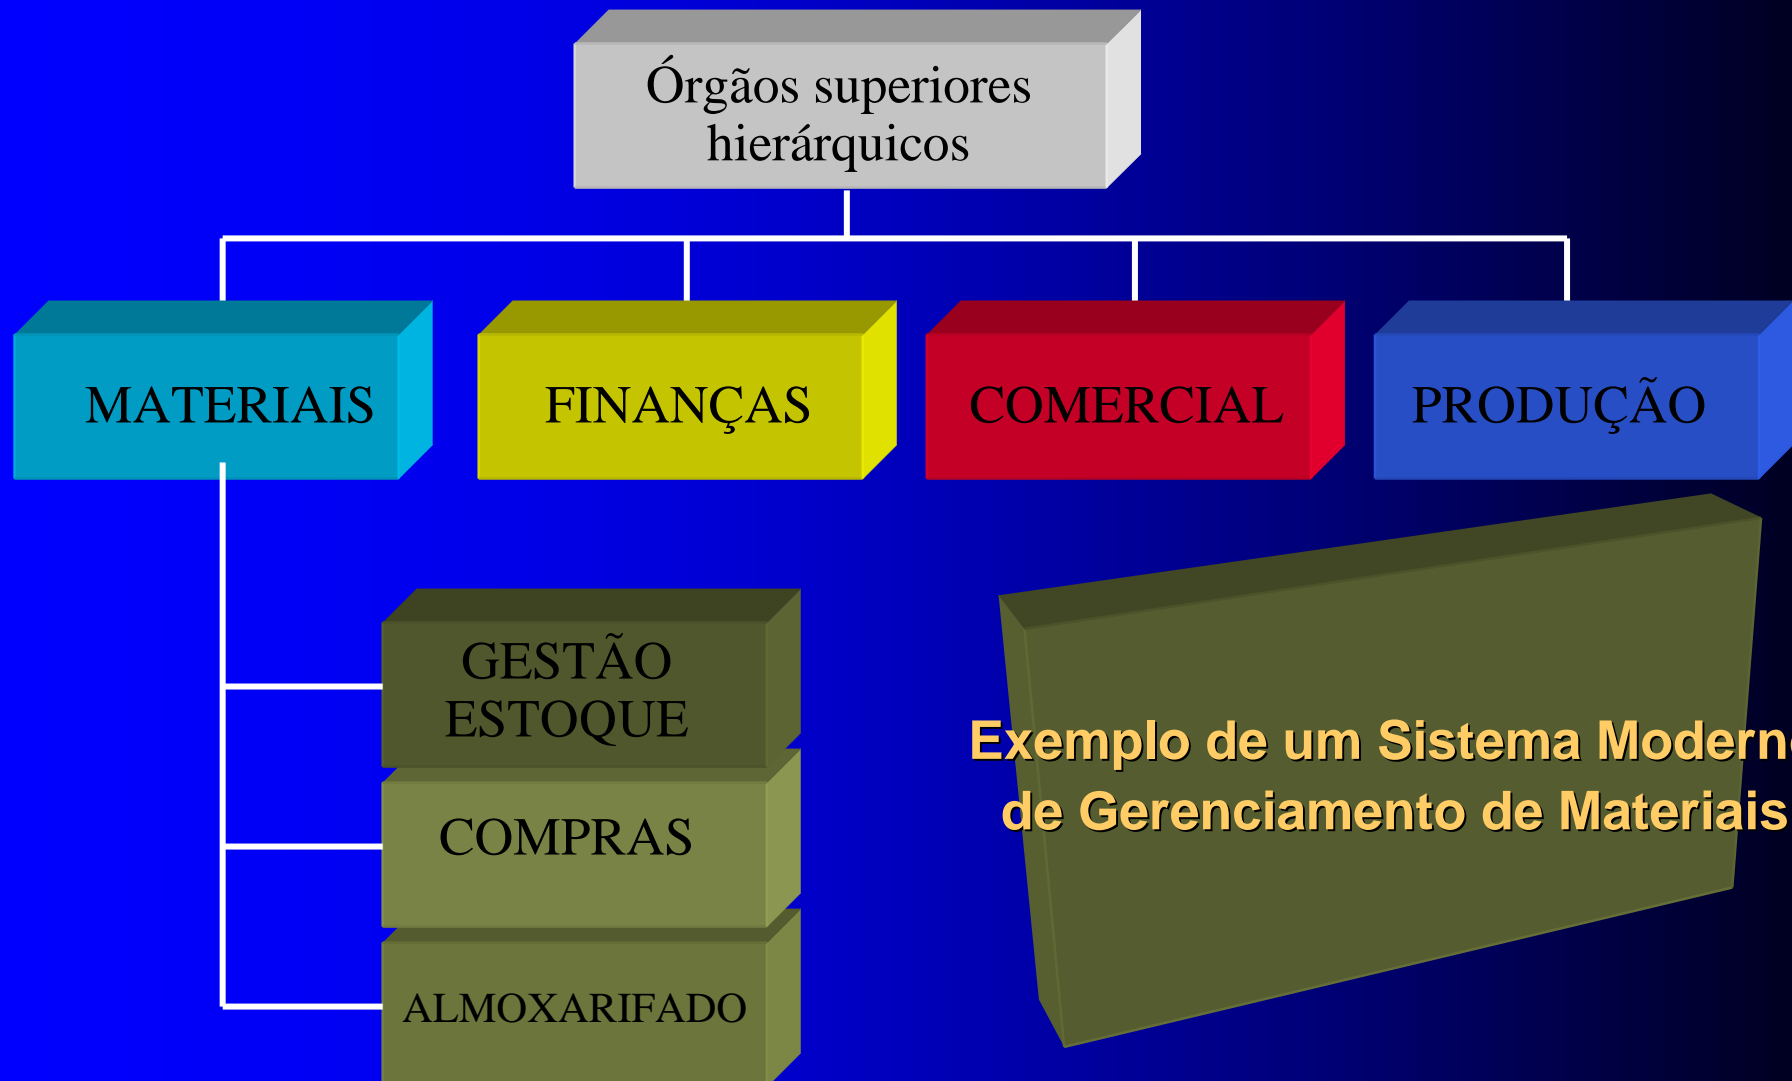 Órgãos superiores
hierárquicos
MATERIAIS
FINANÇAS
COMERCIAL
PRODUÇÃO
GESTÃO
ESTOQUE
COMPRAS
ALMOXARIFADO
Exemplo de um Sistema Moderno
de Gerenciamento de Materiais